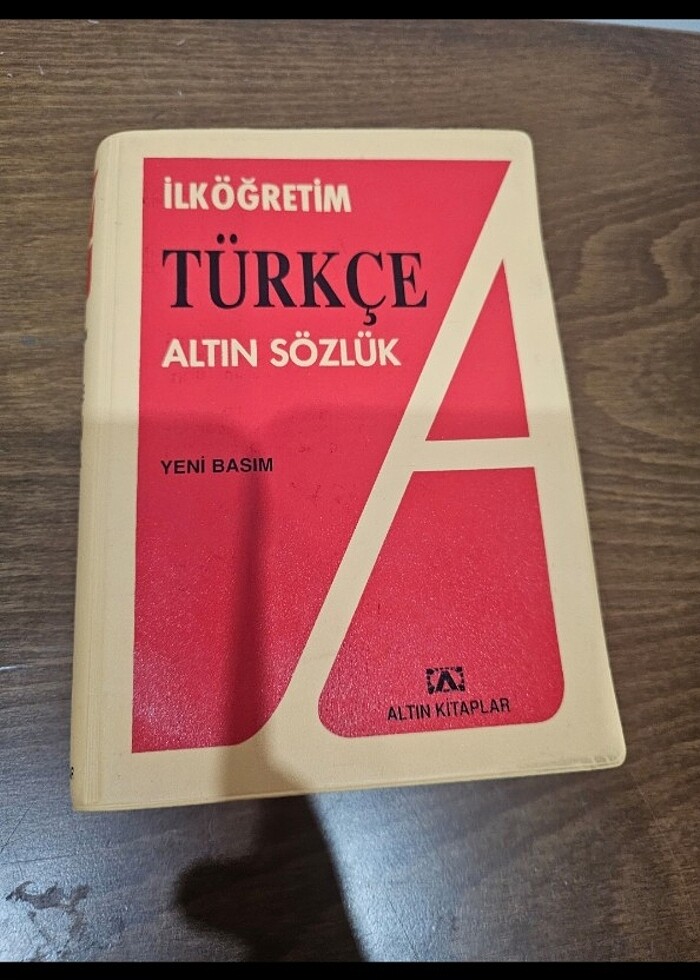 İLKÖĞRETİM
TÜRKÇE
ALTIN SÖZLÜK
YENİ BASIM
ALTIN KİTAPLAR